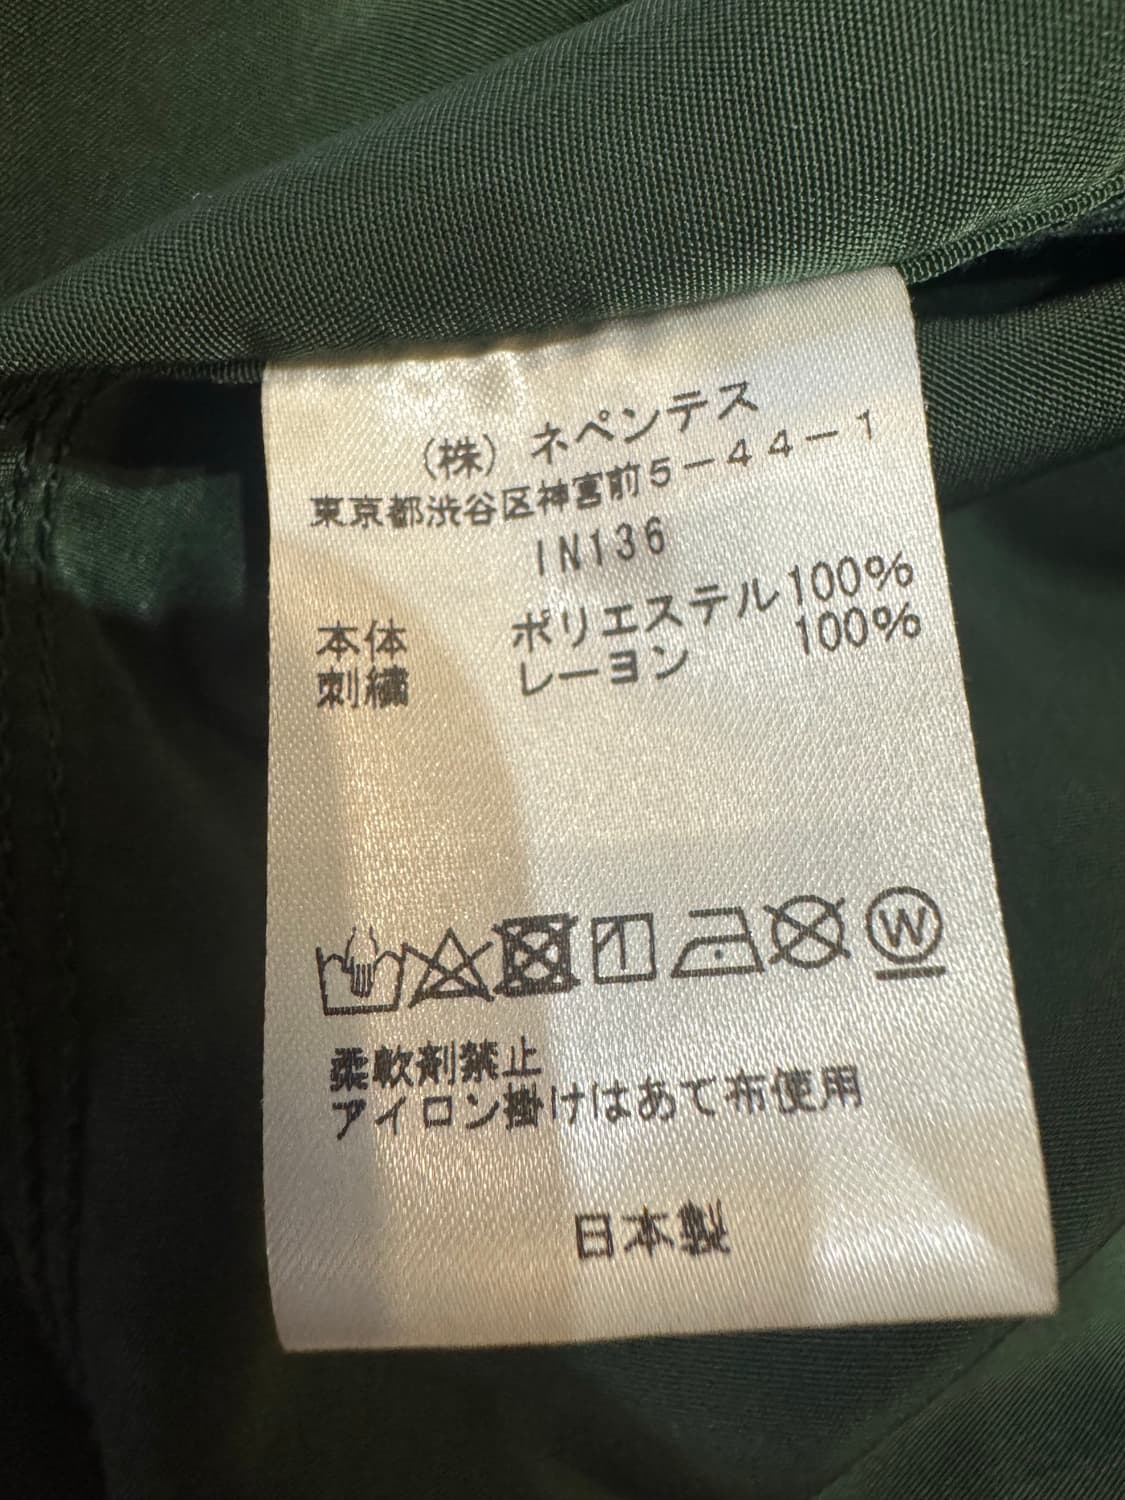 （株）ネペンテス
東京都渋谷区神宮前５－４４－１
IN136
本体 ポリエステル100%
刺繍 レーヨン 100%
W
柔軟剤禁止
アイロン掛けはあて布使用
日本製